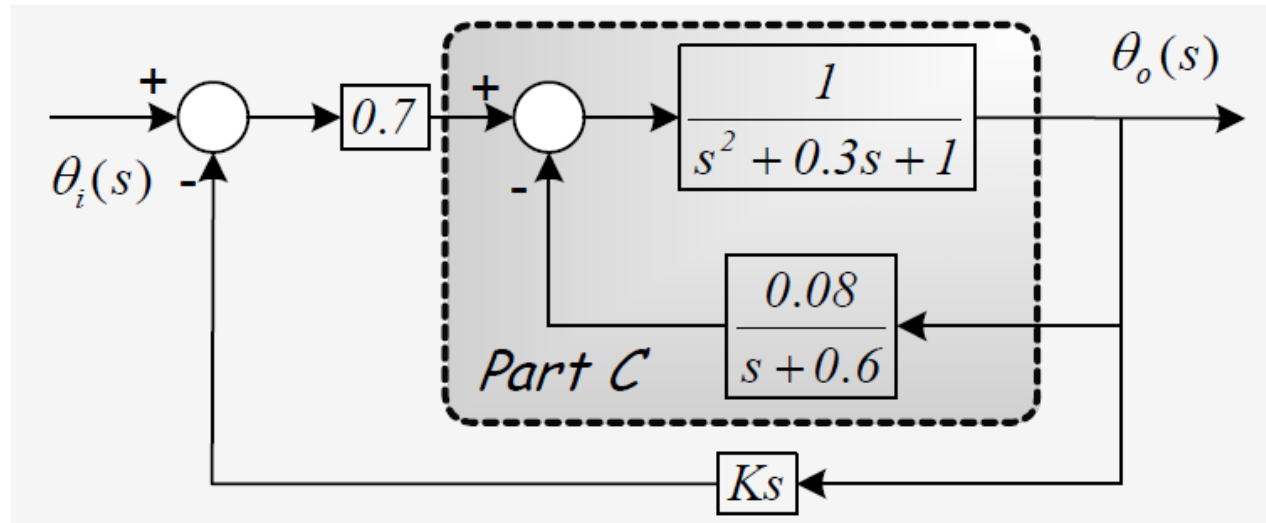 +
θᵢ(s)
-
0.7
+
-
1
s² + 0.3s + 1
θₒ(s)
0.08
s + 0.6
Part C
Ks